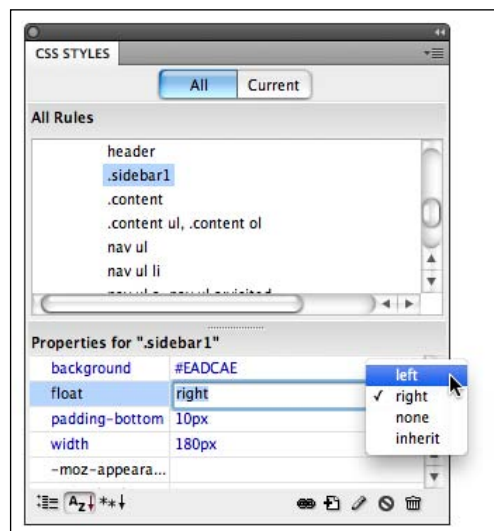 CSS STYLES
All Current
All Rules
header
.sidebar1
.content
.content ul, .content ol
nav ul
nav ul li
Properties for ".sidebar1"
background #EADCAE
float right
padding-bottom 10px
width 180px
-moz-appeara...
left
✓ right
none
inherit
AZ↓ **↓